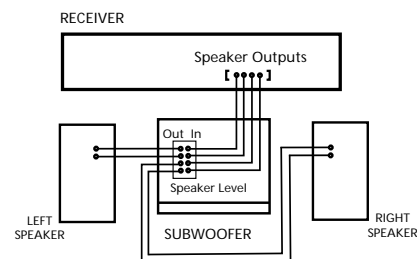 RECEIVER
Speaker Outputs
Out In
Speaker Level
LEFT
SPEAKER
SUBWOOFER
RIGHT
SPEAKER